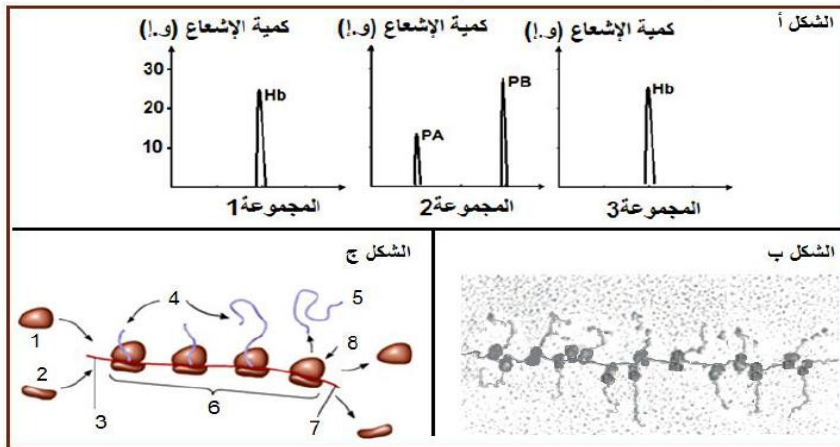 الشكل أ
كمية الإشعاع (و.إ) كمية الإشعاع (و.إ) كمية الإشعاع (و.إ)
30
20
10
Hb
PA
PB
Hb
المجموعة1 المجموعة2 المجموعة3
الشكل ج
1
2
3
4
5
6
7
8
الشكل ب